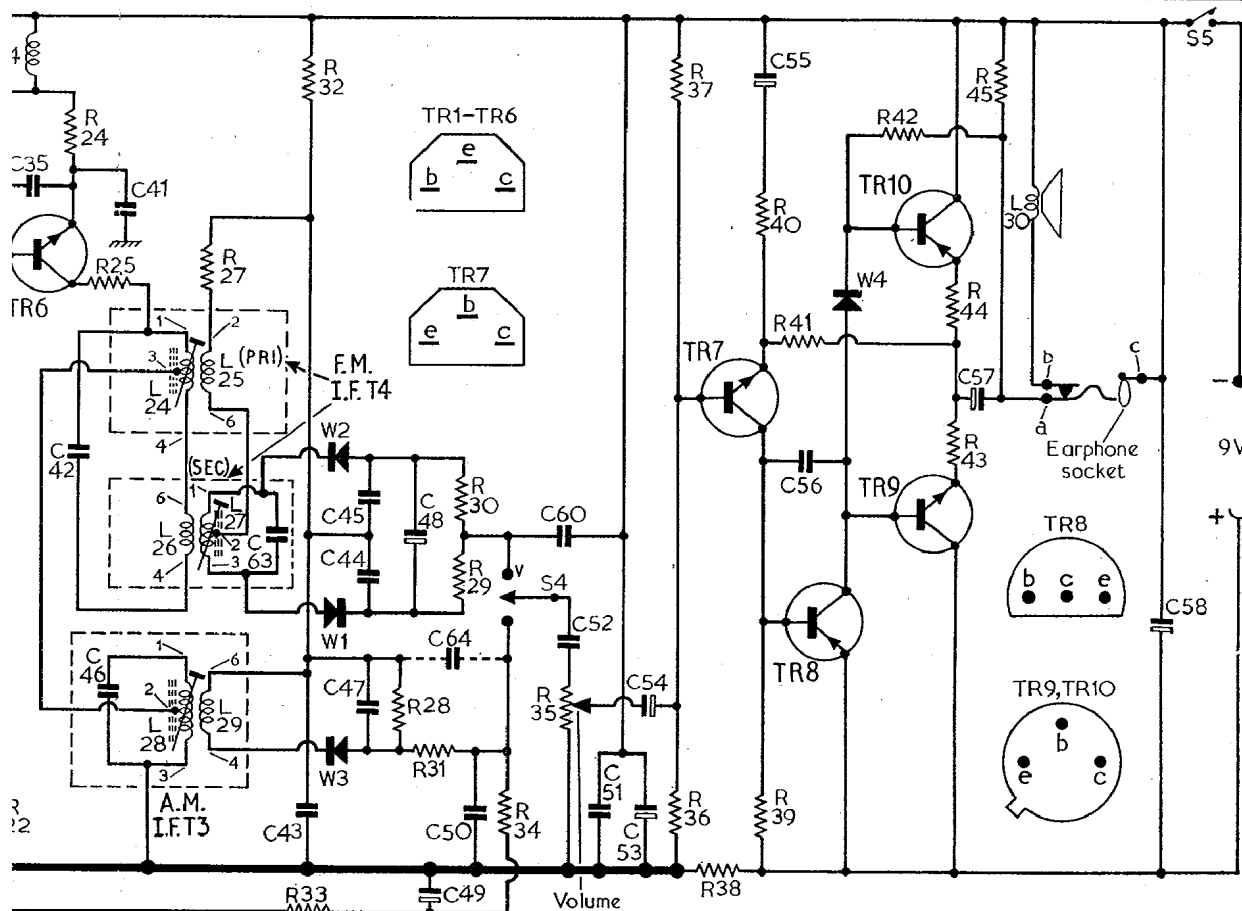 S5
R
32
R
37
C55
R
45
R
24
TR1-TR6
e
b
c
R42
C35
C41
TR10
R
40
L
30
R25
R
27
TR6
TR7
b
e
c
W4
R
44
1
2
3
L
24
L
25
(PRI)
6
4
F.M.
I.F.T4
R41
TR7
C57
b
a
c
Earphone
socket
−
9V
+
C
42
(SEC)
W2
1
6
L
27
L
26
2
3
4
C
63
C45
C44
C
48
R
30
R
29
C60
C56
TR9
R
43
TR8
b
c
e
W1
V
S4
C52
C64
TR8
C58
C
46
1
6
2
L
28
L
29
3
4
C47
R28
W3
R31
R
35
C54
TR9,TR10
b
e
c
A.M.
I.F.T3
22
C43
C50
R
34
C
51
C
53
R
36
R
39
R38
R33
C49
Volume